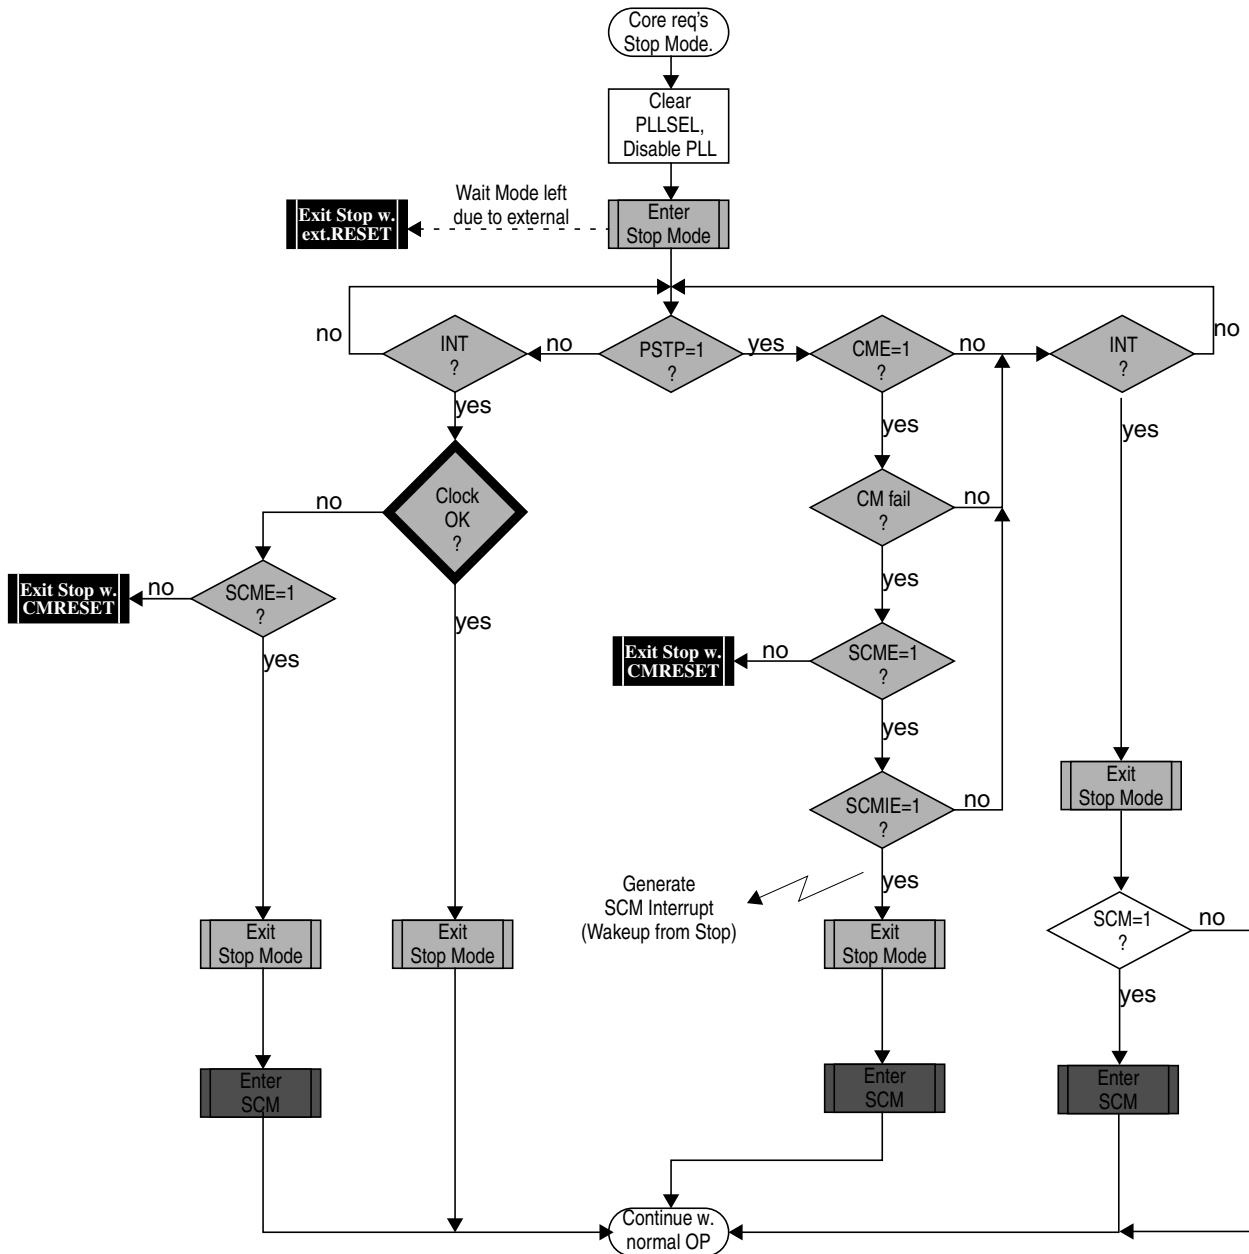 Core req's
Stop Mode.
Clear
PLLSEL,
Disable PLL
Wait Mode left
due to external
Exit Stop w.
ext.RESET
Enter
Stop Mode
no
INT
?
no
PSTP=1
?
yes
CME=1
?
no
INT
?
no
yes
yes
yes
no
Clock
OK
?
CM fail
?
no
Exit Stop w.
CMRESET
no
SCME=1
?
yes
yes
yes
Exit Stop w.
CMRESET
no
SCME=1
?
yes
SCMIE=1
?
no
Exit
Stop Mode
Generate
SCM Interrupt
(Wakeup from Stop)
yes
Exit
Stop Mode
Exit
Stop Mode
Exit
Stop Mode
SCM=1
?
no
yes
Enter
SCM
Enter
SCM
Enter
SCM
Continue w.
normal OP